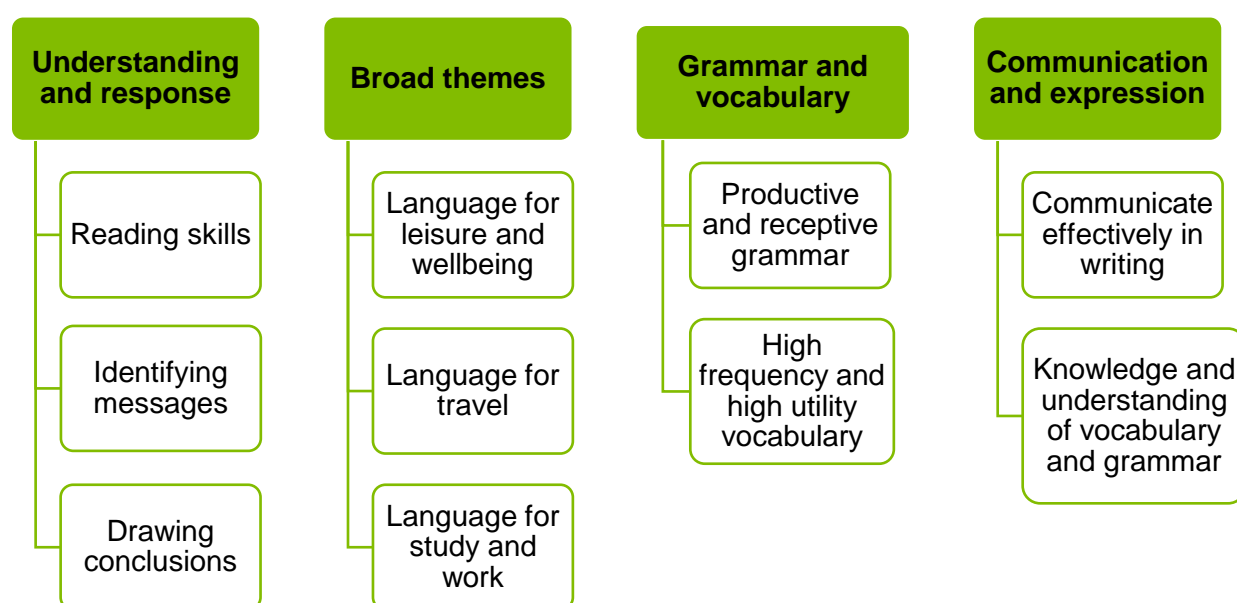 Understanding
and response
Reading skills
Identifying
messages
Drawing
conclusions
Broad themes
Language for
leisure and
wellbeing
Language for
travel
Language for
study and
work
Grammar and
vocabulary
Productive
and receptive
grammar
High
frequency and
high utility
vocabulary
Communication
and expression
Communicate
effectively in
writing
Knowledge and
understanding
of vocabulary
and grammar